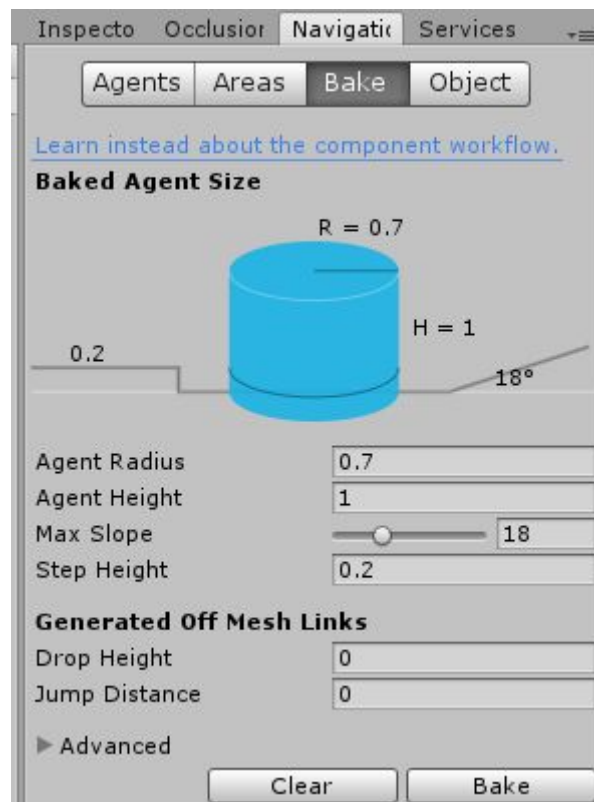 Inspecto Occlusior Navigatic Services
Agents Areas Bake Object
Learn instead about the component workflow.
Baked Agent Size
R = 0.7
H = 1
0.2
18°
Agent Radius 0.7
Agent Height 1
Max Slope 18
Step Height 0.2
Generated Off Mesh Links
Drop Height 0
Jump Distance 0
Advanced
Clear Bake